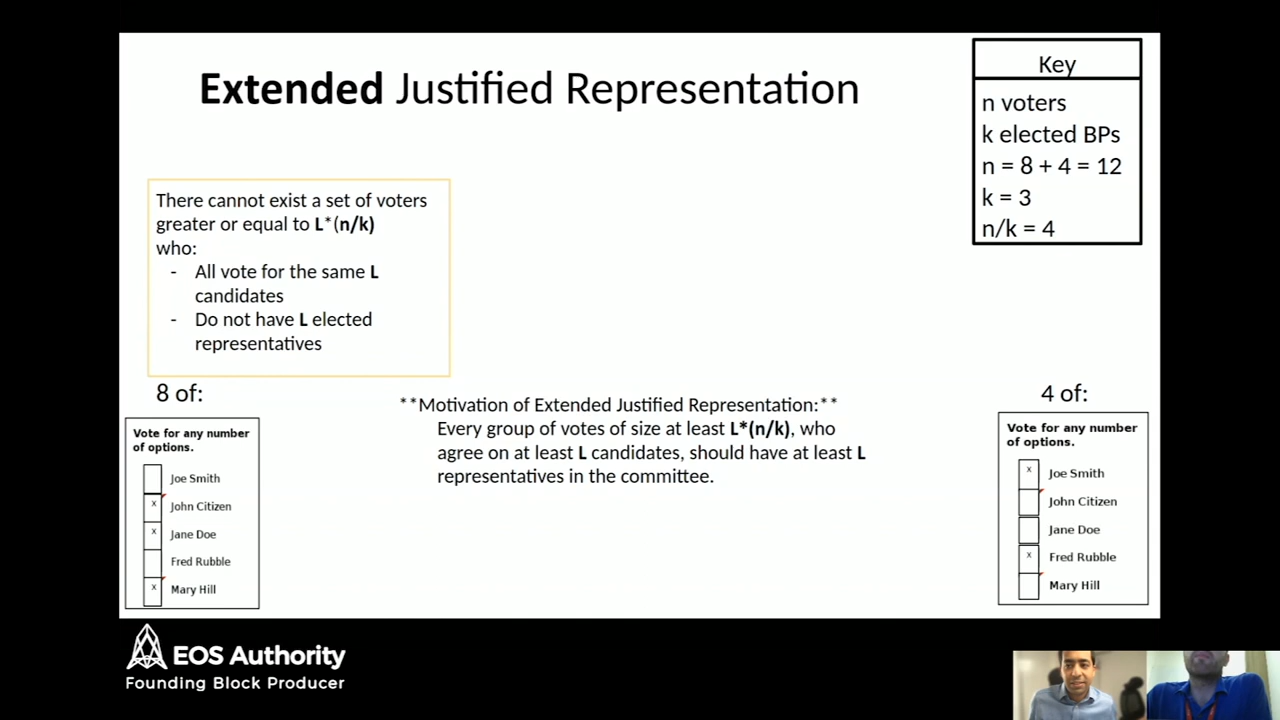 Extended Justified Representation
Key
n voters
k elected BPs
n = 8 + 4 = 12
k = 3
n/k = 4
There cannot exist a set of voters
greater or equal to L*(n/k)
who:
- All vote for the same L
candidates
- Do not have L elected
representatives
8 of:
Vote for any number
of options.
Joe Smith
x John Citizen
x Jane Doe
Fred Rubble
x Mary Hill
**Motivation of Extended Justified Representation:**
Every group of votes of size at least L*(n/k), who
agree on at least L candidates, should have at least L
representatives in the committee.
4 of:
Vote for any number
of options.
x Joe Smith
John Citizen
Jane Doe
x Fred Rubble
Mary Hill
EOS Authority
Founding Block Producer